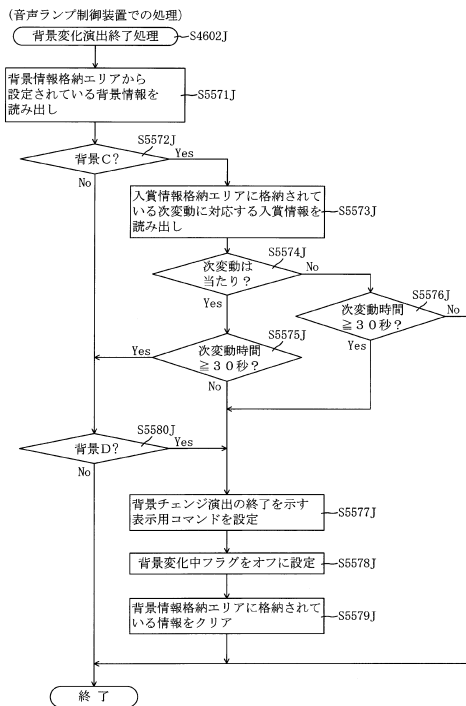 (音声ランプ制御装置での処理)
背景変化演出終了処理
S4602J
背景情報格納エリアから
設定されている背景情報を
読み出し
S5571J
S5572J
背景C?
Yes
No
入賞情報格納エリアに格納されて
いる次変動に対応する入賞情報を
読み出し
S5573J
S5574J
次変動は
当たり?
No
Yes
S5576J
次変動時間
≧30秒?
No
Yes
S5575J
次変動時間
≧30秒?
Yes
No
S5580J
背景D?
Yes
No
背景チェンジ演出の終了を示す
表示用コマンドを設定
S5577J
背景変化中フラグをオフに設定
S5578J
背景情報格納エリアに格納されて
いる情報をクリア
S5579J
終了